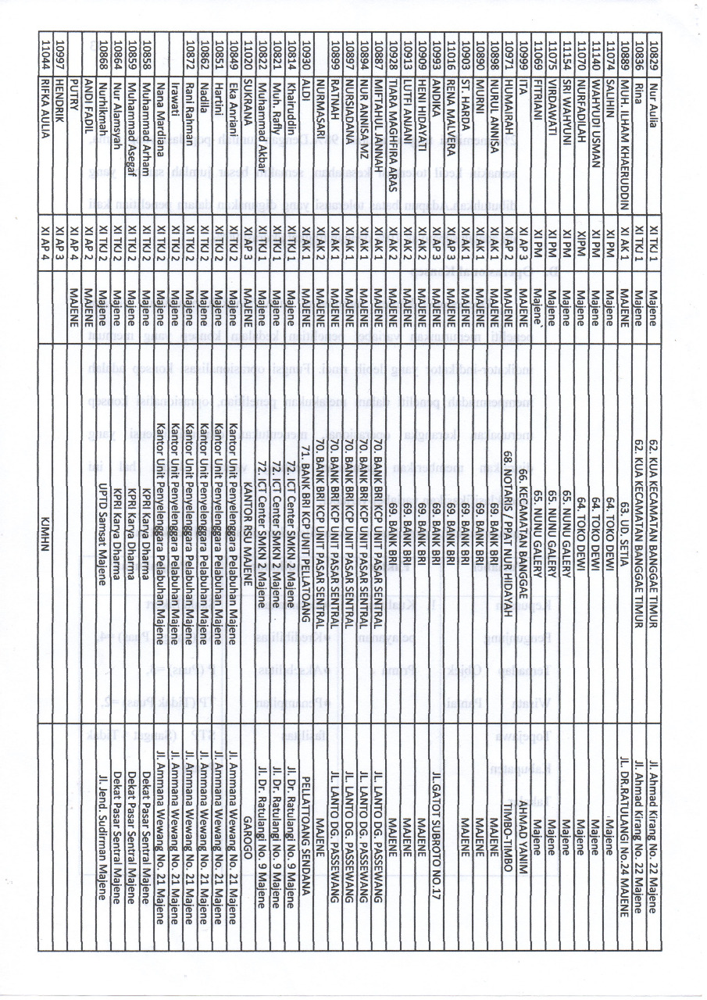 10829 Nur Aulia XI TKJ 1 Majene 62. KUA KECAMATAN BANGGAE TIMUR Jl. Ahmad Kirang No. 22 Majene
10836 Rina XI TKJ 1 Majene 62. KUA KECAMATAN BANGGAE TIMUR Jl. Ahmad Kirang No. 22 Majene
10889 MUH. ILHAM KHAERUDDIN XI AK 1 MAJENE 63. UD. SETIA JL. DR.RATULANGI No.24 MAJENE
11074 SALIHIN XI PM Majene 64. TOKO DEWI Majene
11140 WAHYUDI USMAN XI PM Majene 64. TOKO DEWI Majene
11070 NURFADILAH XIPM Majene 64. TOKO DEWI Majene
11154 SRI WAHYUNI XI PM Majene 65. NUNU GALERY Majene
11075 VIRDAWATI XI PM Majene 65. NUNU GALERY Majene
11069 FITRIANI XI PM Majene` 65. NUNU GALERY Majene
10999 ITA XI AP 3 MAJENE 66. KECAMATAN BANGGAE AHMAD YANIM
10971 HUMAIRAH XI AP 2 MAJENE 68. NOTARIS / PPAT NUR HIDAYAH TIMBO-TIMBO
10898 NURUL ANNISA XI AK 1 MAJENE 69. BANK BRI MAJENE
10890 MURNI XI AK 1 MAJENE 69. BANK BRI MAJENE
10903 ST. HARDA XI AK 1 MAJENE 69. BANK BRI MAJENE
11016 RENA MALVERA XI AP 3 MAJENE 69. BANK BRI
10993 ANDIKA XI AP 3 MAJENE 69. BANK BRI JL.GATOT SUBROTO NO.17
10909 HENI HIDAYATI XI AK 2 MAJENE 69. BANK BRI MAJENE
10913 LUTFI ANJANI XI AK 2 MAJENE 69. BANK BRI MAJENE
10928 TIARA MAGHFIRA ARAS XI AK 2 MAJENE 69. BANK BRI MAJENE
10887 MIFTAHUL JANNAH XI AK 1 MAJENE 70. BANK BRI KCP UNIT PASAR SENTRAL JL. LANTO DG. PASSEWANG
10894 NUR ANNISA MZ XI AK 1 MAJENE 70. BANK BRI KCP UNIT PASAR SENTRAL JL. LANTO DG. PASSEWANG
10897 NURSIADANA XI AK 1 MAJENE 70. BANK BRI KCP UNIT PASAR SENTRAL JL. LANTO DG. PASSEWANG
10899 RATNAH XI AK 1 MAJENE 70. BANK BRI KCP UNIT PASAR SENTRAL JL. LANTO DG. PASSEWANG
NURMASARI XI AK 2 MAJENE 70. BANK BRI KCP UNIT PASAR SENTRAL MAJENE
10930 ALDI XI AK 1 MAJENE 71. BANK BRI KCP UNIT PELLATOANG PELLATTOANG SENDANA
10814 Khairuddin XI TKJ 1 Majene 72. ICT Center SMKN 2 Majene Jl. Dr. Ratulangi No. 9 Majene
10821 Muh. Rafly XI TKJ 1 Majene 72. ICT Center SMKN 2 Majene Jl. Dr. Ratulangi No. 9 Majene
10822 Muhammad Akbar XI TKJ 1 Majene 72. ICT Center SMKN 2 Majene Jl. Dr. Ratulangi No. 9 Majene
11020 SUKRANA XI AP 3 MAJENE KANTOR RSU MAJENE GAROGO
10849 Eka Anriani XI TKJ 2 Majene Kantor Unit Penyelenggara Pelabuhan Majene Jl. Ammana Wewang No. 21 Majene
10851 Hartini XI TKJ 2 Majene Kantor Unit Penyelenggara Pelabuhan Majene Jl. Ammana Wewang No. 21 Majene
10862 Nadila XI TKJ 2 Majene Kantor Unit Penyelenggara Pelabuhan Majene Jl. Ammana Wewang No. 21 Majene
10872 Rani Rahman XI TKJ 2 Majene Kantor Unit Penyelenggara Pelabuhan Majene Jl. Ammana Wewang No. 21 Majene
Irawati XI TKJ 2 Majene Kantor Unit Penyelenggara Pelabuhan Majene Jl. Ammana Wewang No. 21 Majene
Nana Mardiana XI TKJ 2 Majene Kantor Unit Penyelenggara Pelabuhan Majene Jl. Ammana Wewang No. 21 Majene
10858 Muhammad Arham XI TKJ 2 Majene KPRI Karya Dharma Dekat Pasar Sentral Majene
10859 Muhammad Asegaf XI TKJ 2 Majene KPRI Karya Dharma Dekat Pasar Sentral Majene
10864 Nur Alamsyah XI TKJ 2 Majene KPRI Karya Dharma Dekat Pasar Sentral Majene
10868 Nurhikmah XI TKJ 2 Majene UPTD Samsat Majene Jl. Jend. Sudirman Majene
ANDI FADIL XI AP 2 MAJENE
PUTRY XI AP 4 MAJENE
10997 HENDRIK XI AP 3
11044 RIFKA AULIA XI AP 4 KJMHN